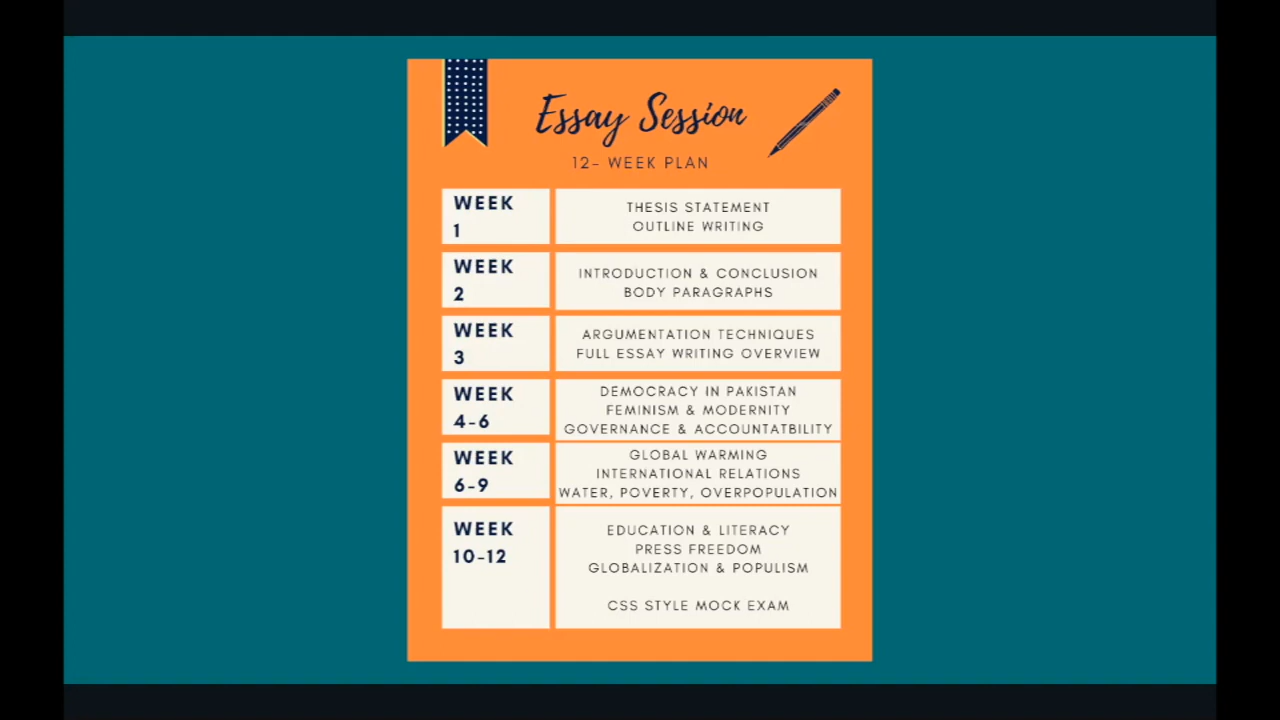 Essay Session
12- WEEK PLAN
WEEK
1
THESIS STATEMENT
OUTLINE WRITING
WEEK
2
INTRODUCTION & CONCLUSION
BODY PARAGRAPHS
WEEK
3
ARGUMENTATION TECHNIQUES
FULL ESSAY WRITING OVERVIEW
WEEK
4-6
DEMOCRACY IN PAKISTAN
FEMINISM & MODERNITY
GOVERNANCE & ACCOUNTATBILITY
WEEK
6-9
GLOBAL WARMING
INTERNATIONAL RELATIONS
WATER, POVERTY, OVERPOPULATION
WEEK
10-12
EDUCATION & LITERACY
PRESS FREEDOM
GLOBALIZATION & POPULISM
CSS STYLE MOCK EXAM